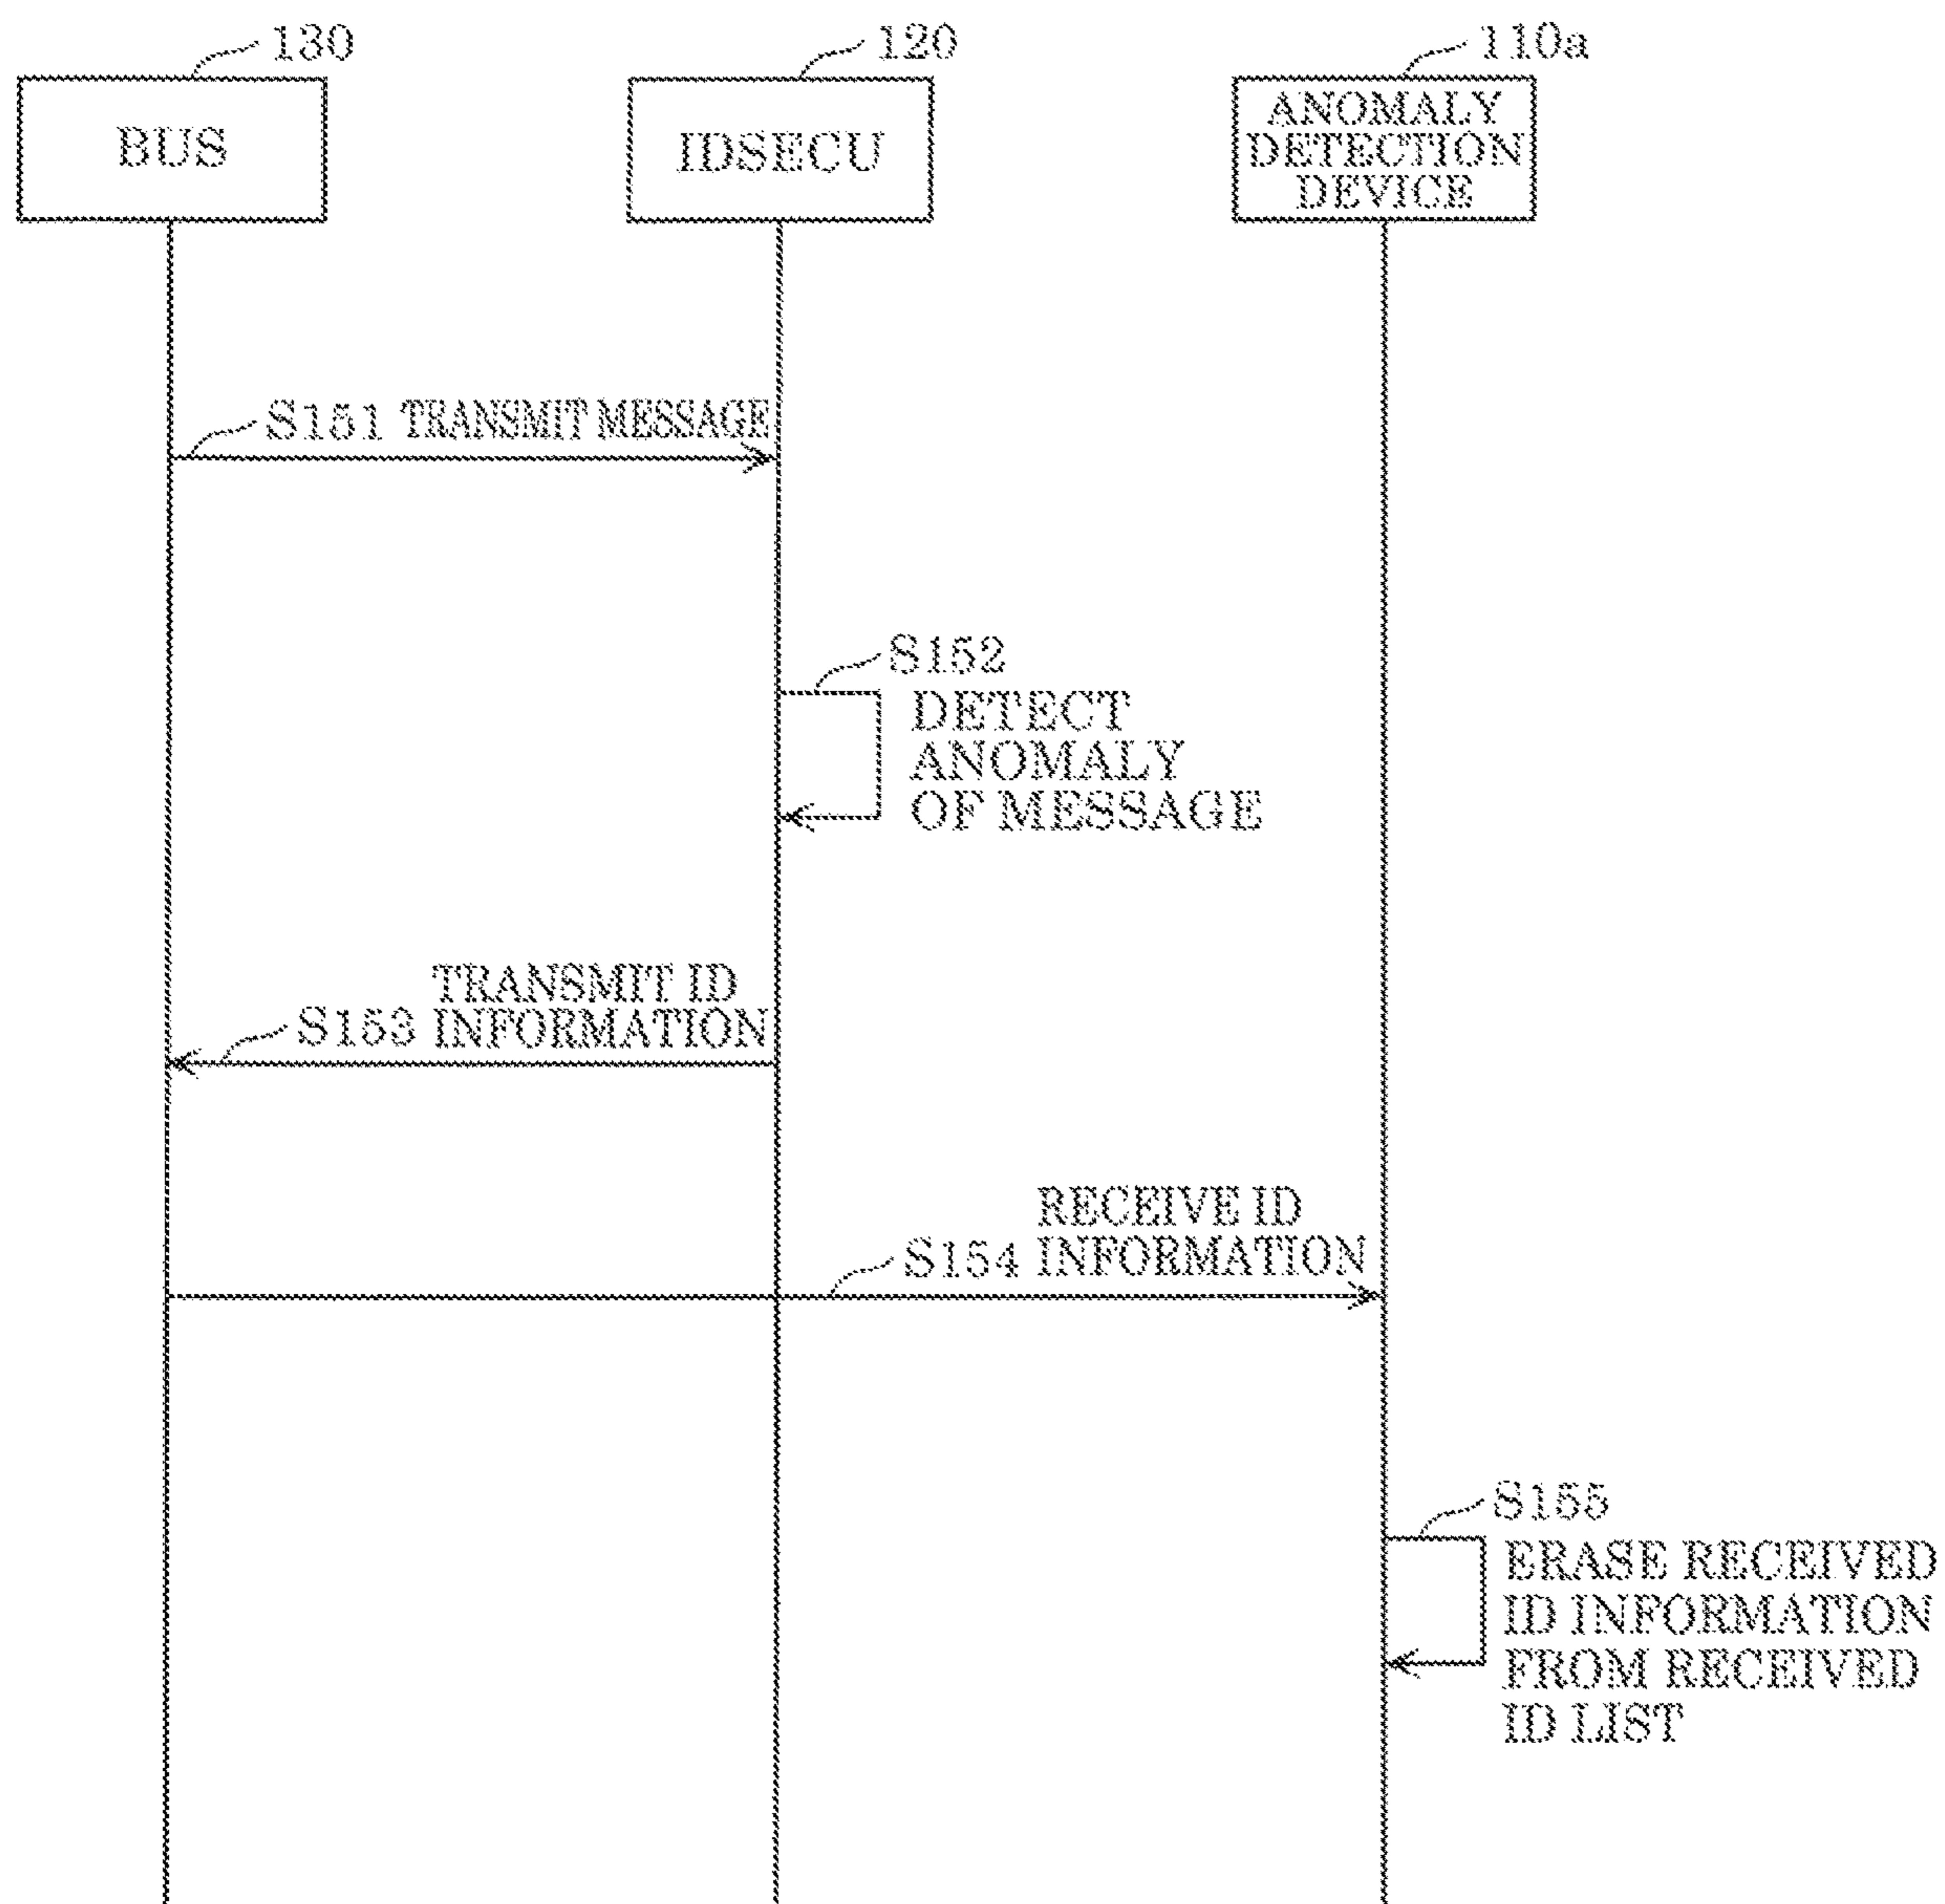 130
120
110a
BUS
IDSECU
ANOMALY
DETECTION
DEVICE
S151 TRANSMIT MESSAGE
S152
DETECT
ANOMALY
OF MESSAGE
TRANSMIT ID
S153 INFORMATION
RECEIVE ID
S154 INFORMATION
S155
ERASE RECEIVED
ID INFORMATION
FROM RECEIVED
ID LIST